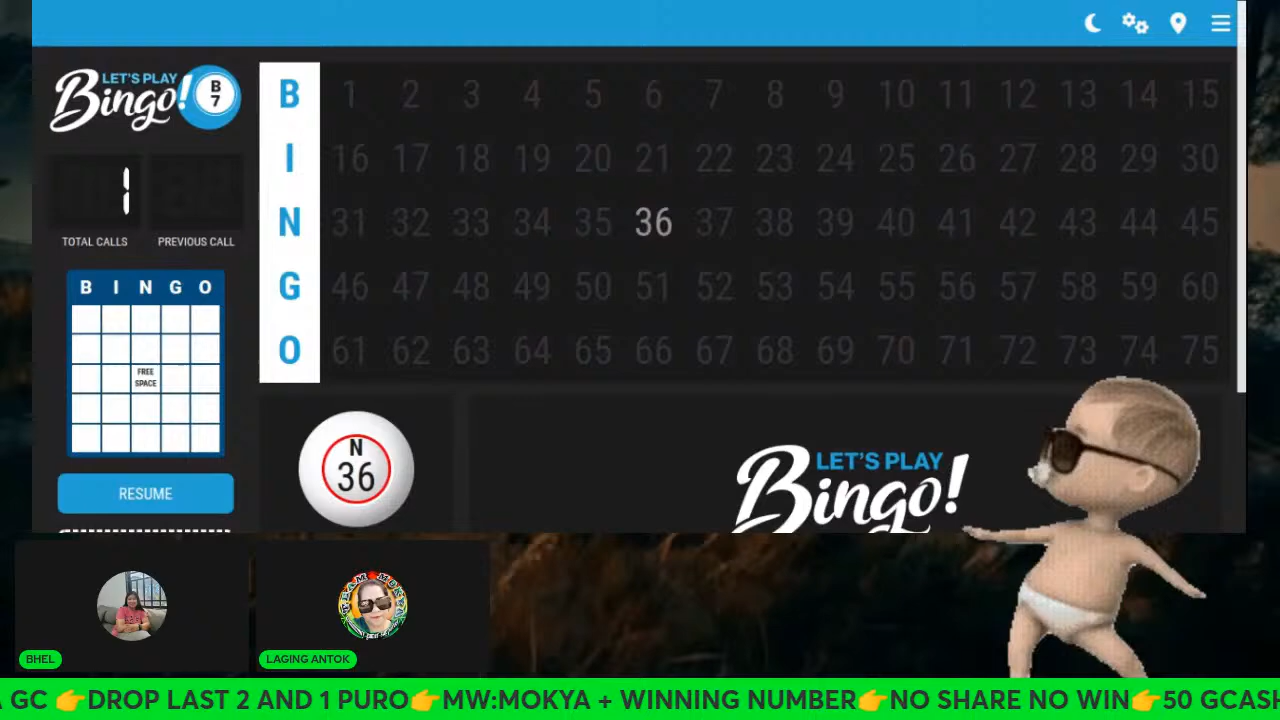 LET'S PLAY
Bingo!
B
7
1
TOTAL CALLS
PREVIOUS CALL
B I N G O
FREE
SPACE
RESUME
B 1 2 3 4 5 6 7 8 9 10 11 12 13 14 15
I 16 17 18 19 20 21 22 23 24 25 26 27 28 29 30
N 31 32 33 34 35 36 37 38 39 40 41 42 43 44 45
G 46 47 48 49 50 51 52 53 54 55 56 57 58 59 60
O 61 62 63 64 65 66 67 68 69 70 71 72 73 74 75
N
36
LET'S PLAY
Bingo!
BHEL
LAGING ANTOK
GC 👉DROP LAST 2 AND 1 PURO👉MW:MOKYA + WINNING NUMBER👉NO SHARE NO WIN👉50 GCASH